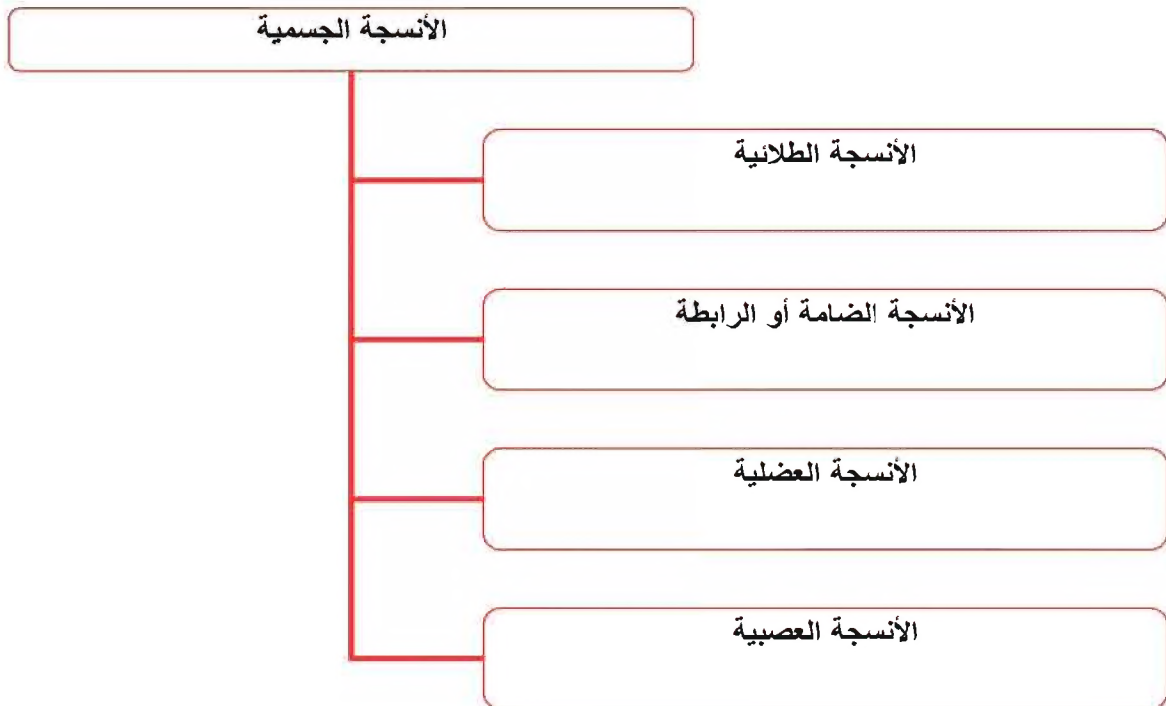 الأنسجة الجسمية
الأنسجة الطلائية
الأنسجة الضامة أو الرابطة
الأنسجة العضلية
الأنسجة العصبية